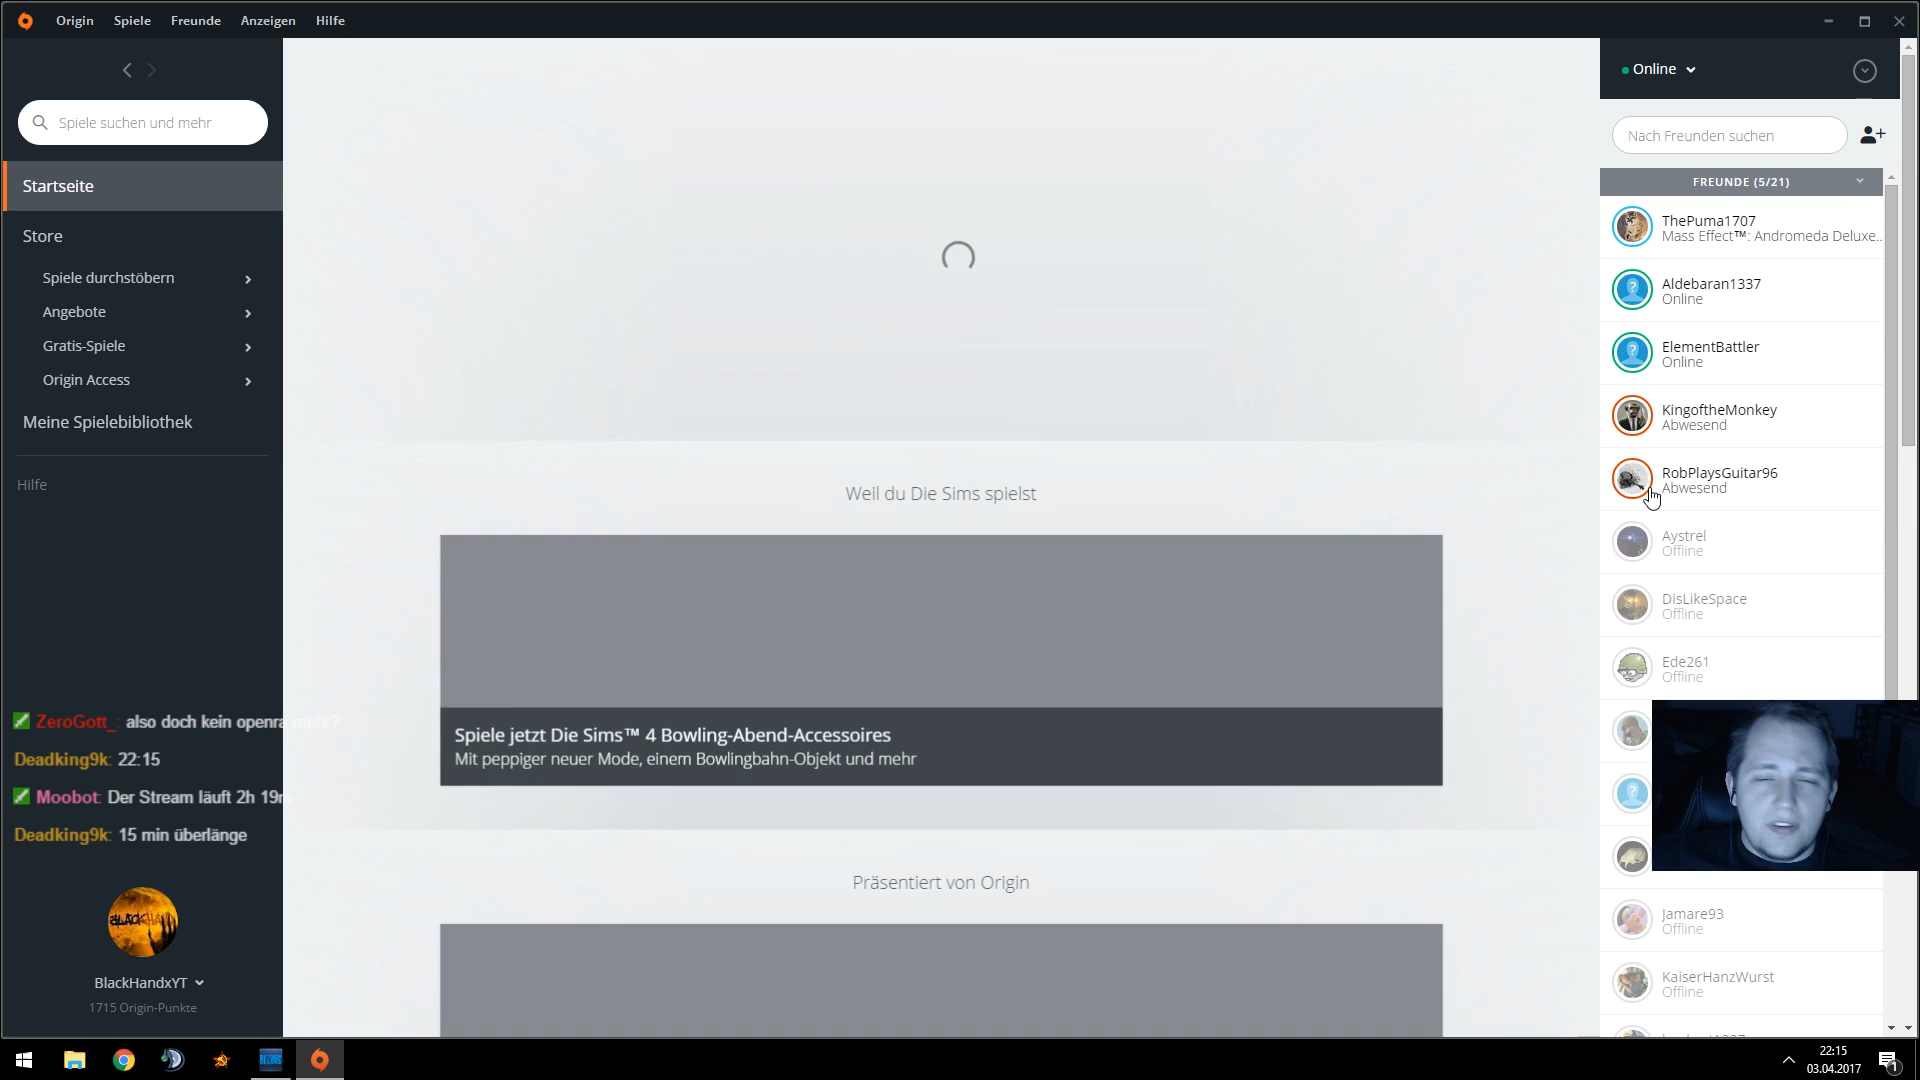 Origin Spiele Freunde Anzeigen Hilfe
Spiele suchen und mehr
Startseite
Store
Spiele durchstöbern
Angebote
Gratis-Spiele
Origin Access
Meine Spielebibliothek
Hilfe
ZeroGott_: also doch kein openra mehr?
Deadking9k: 22:15
Moobot: Der Stream läuft 2h 19m
Deadking9k: 15 min überlänge
BLACKHAND
BlackHandxYT
1715 Origin-Punkte
Weil du Die Sims spielst
Spiele jetzt Die Sims™ 4 Bowling-Abend-Accessoires
Mit peppiger neuer Mode, einem Bowlingbahn-Objekt und mehr
Präsentiert von Origin
Online
Nach Freunden suchen
FREUNDE (5/21)
ThePuma1707
Mass Effect™: Andromeda Deluxe..
Aldebaran1337
Online
ElementBattler
Online
KingoftheMonkey
Abwesend
RobPlaysGuitar96
Abwesend
Aystrel
Offline
DisLikeSpace
Offline
Ede261
Offline
Jamare93
Offline
KaiserHanzWurst
Offline
BLIZZARD
22:15
03.04.2017
1